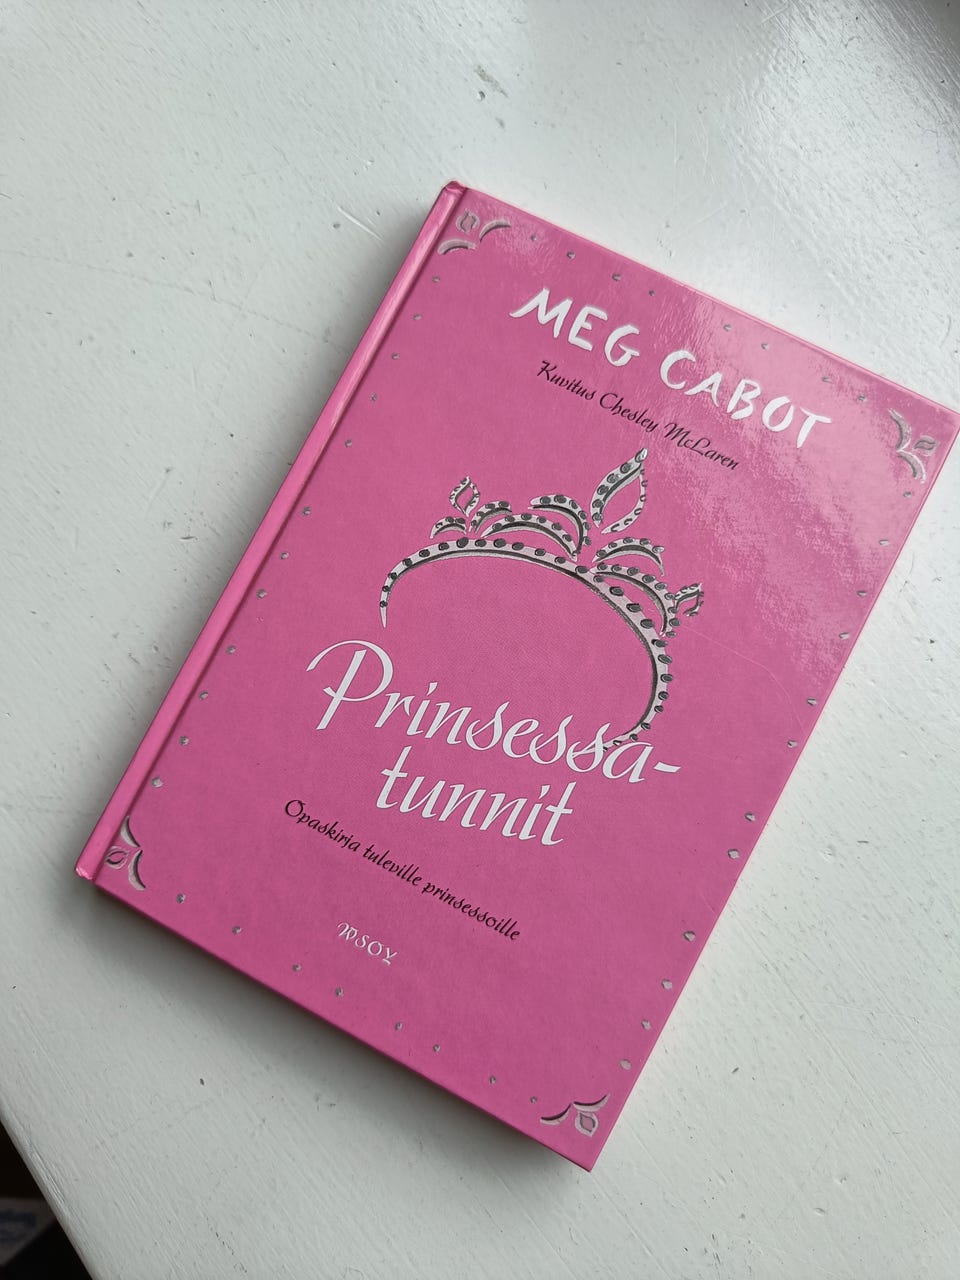 MEG CABOT
Kuvitus Chesley McLaren
Prinsessa-
tunnit
Opaskirja tuleville prinsessoille
WSOY